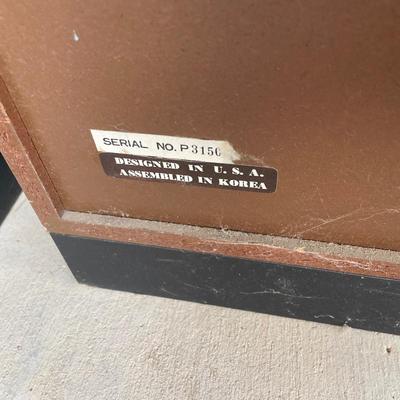 SERIAL NO. P3150
DESIGNED IN U.S.A.
ASSEMBLED IN KOREA